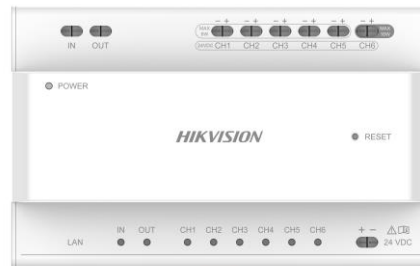 IN OUT CH1 CH2 CH3 CH4 CH5 CH6
POWER
HIKVISION
RESET
IN OUT CH1 CH2 CH3 CH4 CH5 CH6
LAN
+ −
24 VDC